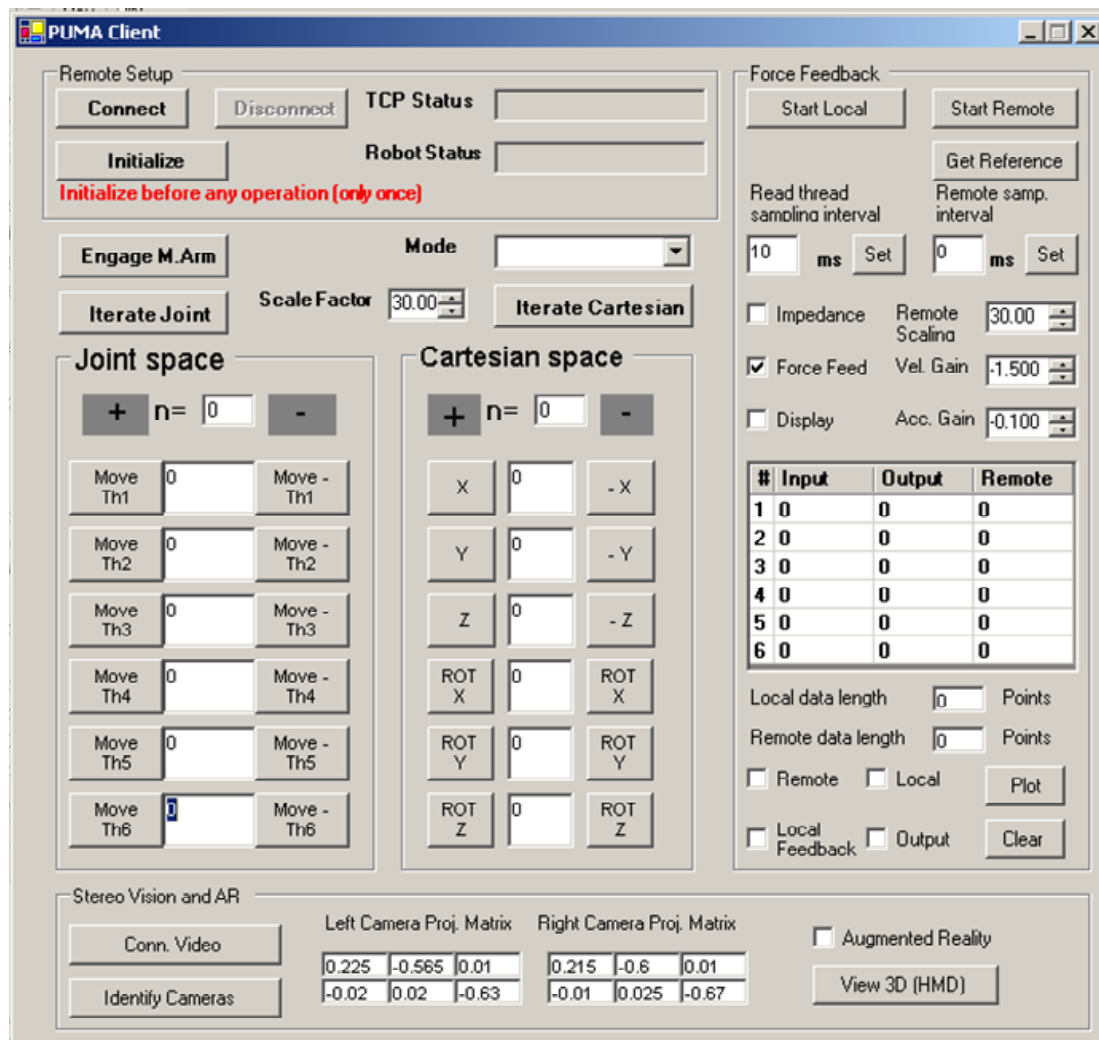 PUMA Client
Remote Setup
Connect Disconnect TCP Status
Initialize Robot Status
Initialize before any operation (only once)
Engage M.Arm Mode
Iterate Joint Scale Factor 30.00 Iterate Cartesian
Joint space
+ n= 0 -
Move Th1 0 Move - Th1
Move Th2 0 Move - Th2
Move Th3 0 Move - Th3
Move Th4 0 Move - Th4
Move Th5 0 Move - Th5
Move Th6 0 Move - Th6
Cartesian space
+ n= 0 -
X 0 - X
Y 0 - Y
Z 0 - Z
ROT X 0 ROT X
ROT Y 0 ROT Y
ROT Z 0 ROT Z
Force Feedback
Start Local Start Remote
Get Reference
Read thread sampling interval Remote samp. interval
10 ms Set 0 ms Set
Impedance Remote Scaling 30.00
Force Feed Vel. Gain -1.500
Display Acc. Gain -0.100
# Input Output Remote
1 0 0 0
2 0 0 0
3 0 0 0
4 0 0 0
5 0 0 0
6 0 0 0
Local data length 0 Points
Remote data length 0 Points
Remote Local Plot
Local Feedback Output Clear
Stereo Vision and AR
Conn. Video
Identify Cameras
Left Camera Proj. Matrix
0.225 -0.565 0.01
-0.02 0.02 -0.63
Right Camera Proj. Matrix
0.215 -0.6 0.01
-0.01 0.025 -0.67
Augmented Reality
View 3D (HMD)